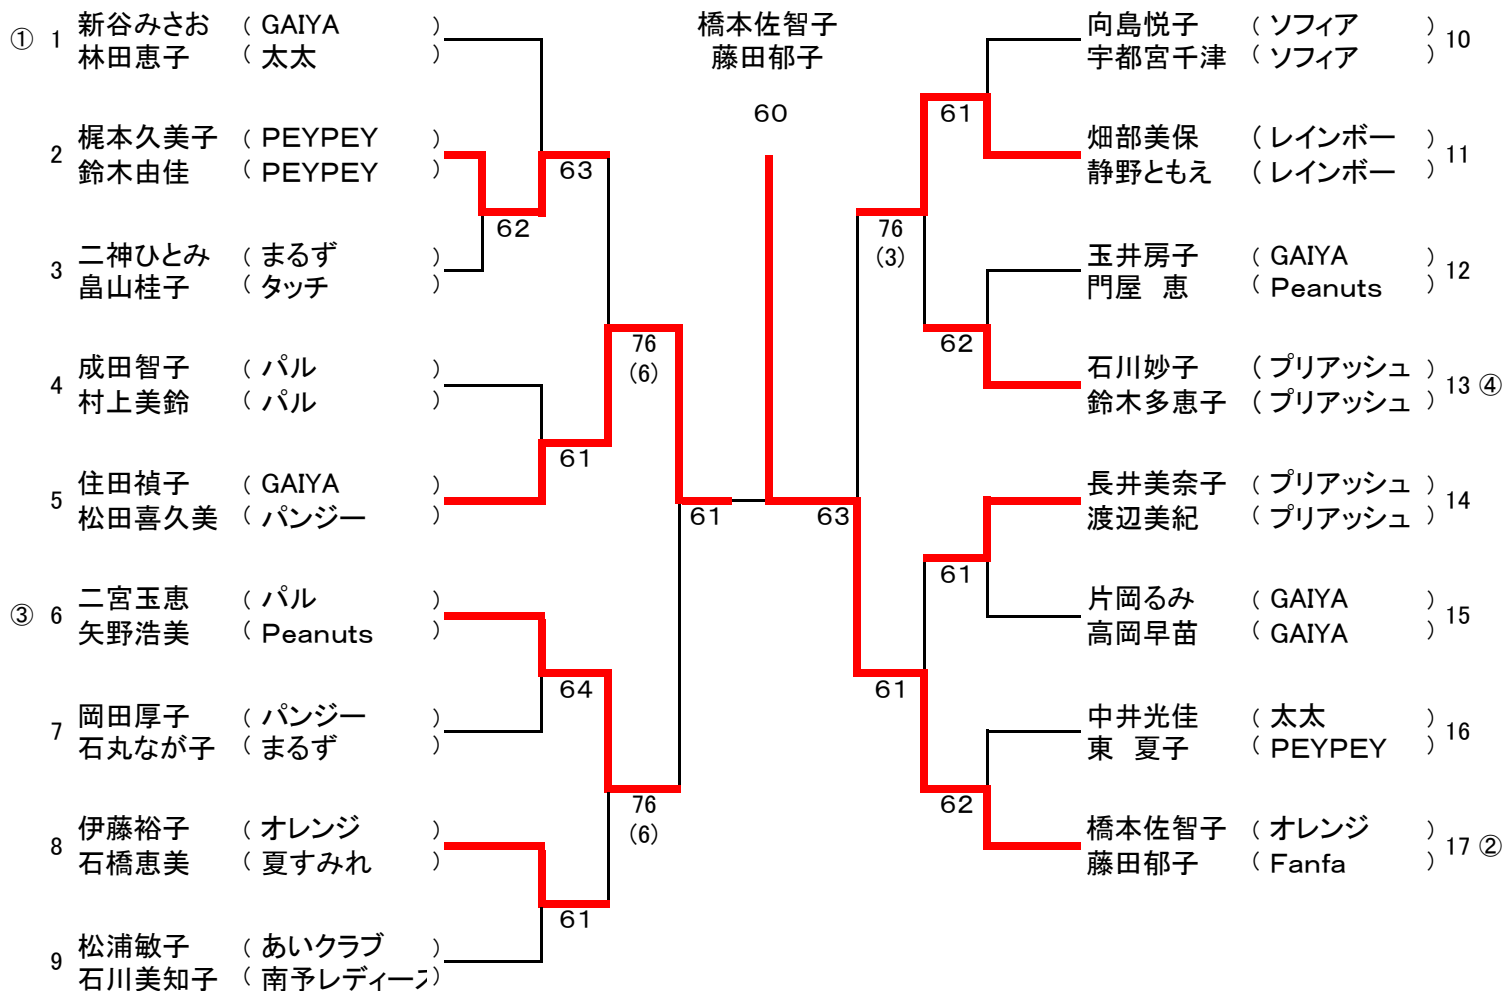 ① 1 新谷みさお ( GAIYA )
林田恵子 ( 太太 )
2 梶本久美子 ( PEYPEY )
鈴木由佳 ( PEYPEY )
3 二神ひとみ ( まるず )
畠山桂子 ( タッチ )
4 成田智子 ( パル )
村上美鈴 ( パル )
5 住田禎子 ( GAIYA )
松田喜久美 ( パンジー )
③ 6 二宮玉恵 ( パル )
矢野浩美 ( Peanuts )
7 岡田厚子 ( パンジー )
石丸なが子 ( まるず )
8 伊藤裕子 ( オレンジ )
石橋恵美 ( 夏すみれ )
9 松浦敏子 ( あいクラブ )
石川美知子 ( 南予レディース)
63
62
61
64
61
76
(6)
76
(6)
61
橋本佐智子
藤田郁子
60
63
76
(3)
61
61
62
61
62
向島悦子 ( ソフィア ) 10
宇都宮千津 ( ソフィア )
畑部美保 ( レインボー ) 11
静野ともえ ( レインボー )
玉井房子 ( GAIYA ) 12
門屋 恵 ( Peanuts )
石川妙子 ( プリアッシュ ) 13 ④
鈴木多恵子 ( プリアッシュ )
長井美奈子 ( プリアッシュ ) 14
渡辺美紀 ( プリアッシュ )
片岡るみ ( GAIYA ) 15
高岡早苗 ( GAIYA )
中井光佳 ( 太太 ) 16
東 夏子 ( PEYPEY )
橋本佐智子 ( オレンジ ) 17 ②
藤田郁子 ( Fanfa )